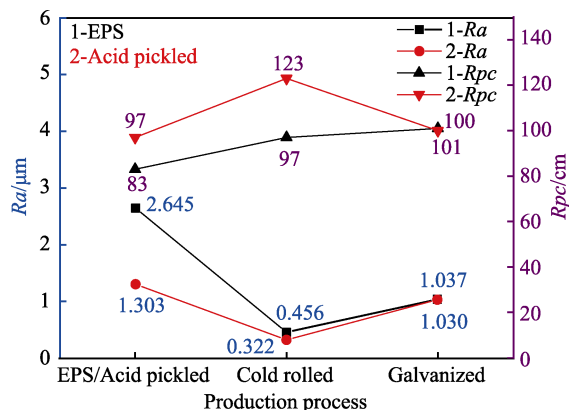 1-EPS
2-Acid pickled
1-Ra
2-Ra
1-Rpc
2-Rpc
Ra/μm
6
5
4
3
2
1
0
Rpc/cm
140
120
100
80
60
40
20
0
97
123
100
83
97
101
2.645
1.303
0.456
0.322
1.037
1.030
EPS/Acid pickled
Cold rolled
Galvanized
Production process